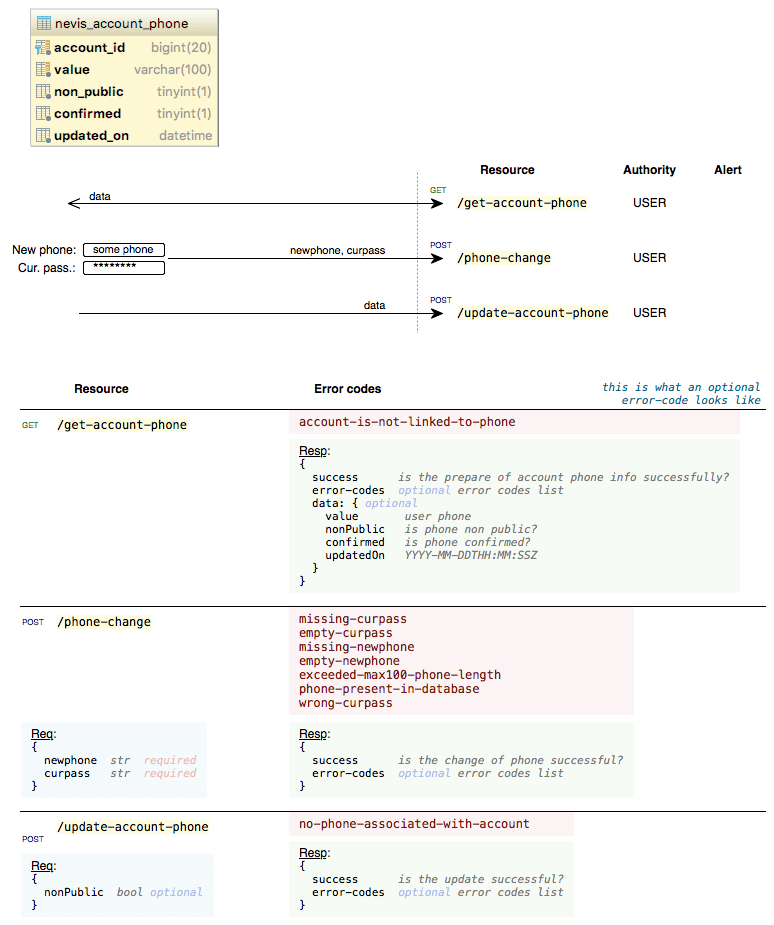 nevis_account_phone
account_id bigint(20)
value varchar(100)
non_public tinyint(1)
confirmed tinyint(1)
updated_on datetime
Resource Authority Alert
data GET /get-account-phone USER
New phone: some phone newphone, curpass POST /phone-change USER
Cur. pass.: ********
data POST /update-account-phone USER
Resource Error codes this is what an optional
error-code looks like
GET /get-account-phone account-is-not-linked-to-phone
Resp:
{
success is the prepare of account phone info successfully?
error-codes optional error codes list
data: { optional
value user phone
nonPublic is phone non public?
confirmed is phone confirmed?
updatedOn YYYY-MM-DDTHH:MM:SSZ
}
}
POST /phone-change missing-curpass
empty-curpass
missing-newphone
empty-newphone
exceeded-max100-phone-length
phone-present-in-database
wrong-curpass
Req:
{
newphone str required
curpass str required
}
Resp:
{
success is the change of phone successful?
error-codes optional error codes list
}
POST /update-account-phone no-phone-associated-with-account
Req:
{
nonPublic bool optional
}
Resp:
{
success is the update successful?
error-codes optional error codes list
}